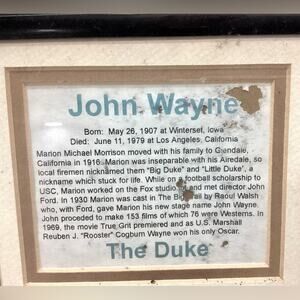 John Wayne
Born: May 26, 1907 at Winterset, Iowa
Died: June 11, 1979 at Los Angeles, California
Marion Michael Morrison moved with his family to Glendale,
California in 1916. Marion was inseparable with his Airedale, so
local firemen nicknamed them "Big Duke" and "Little Duke', a
nickname which stuck for life. While on a football scholarship to
USC, Marion worked on the Fox studio and met director John
Ford. In 1930 Marion was cast in The Big Trail by Raoul Walsh
who, with Ford, gave Marion his new stage name John Wayne.
John proceded to make 153 films of which 76 were Westerns. In
1969, the movie True Grit premiered and as U.S. Marshall
Reuben J. "Rooster" Cogburn Wayne won his only Oscar.
The Duke